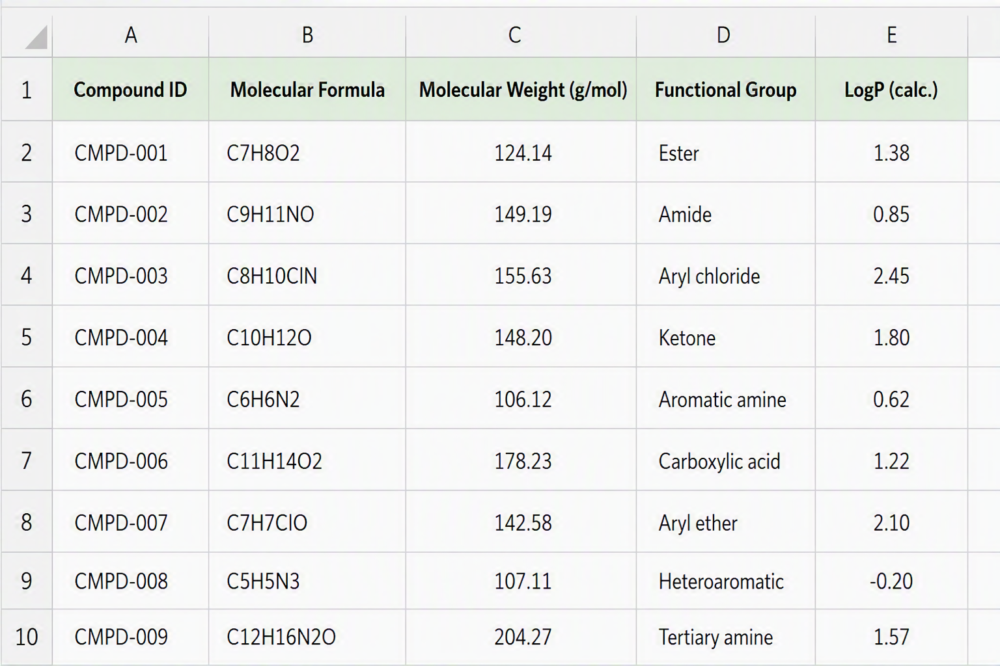 A B C D E
1 Compound ID Molecular Formula Molecular Weight (g/mol) Functional Group LogP (calc.)
2 CMPD-001 C7H8O2 124.14 Ester 1.38
3 CMPD-002 C9H11NO 149.19 Amide 0.85
4 CMPD-003 C8H10ClN 155.63 Aryl chloride 2.45
5 CMPD-004 C10H12O 148.20 Ketone 1.80
6 CMPD-005 C6H6N2 106.12 Aromatic amine 0.62
7 CMPD-006 C11H14O2 178.23 Carboxylic acid 1.22
8 CMPD-007 C7H7ClO 142.58 Aryl ether 2.10
9 CMPD-008 C5H5N3 107.11 Heteroaromatic -0.20
10 CMPD-009 C12H16N2O 204.27 Tertiary amine 1.57